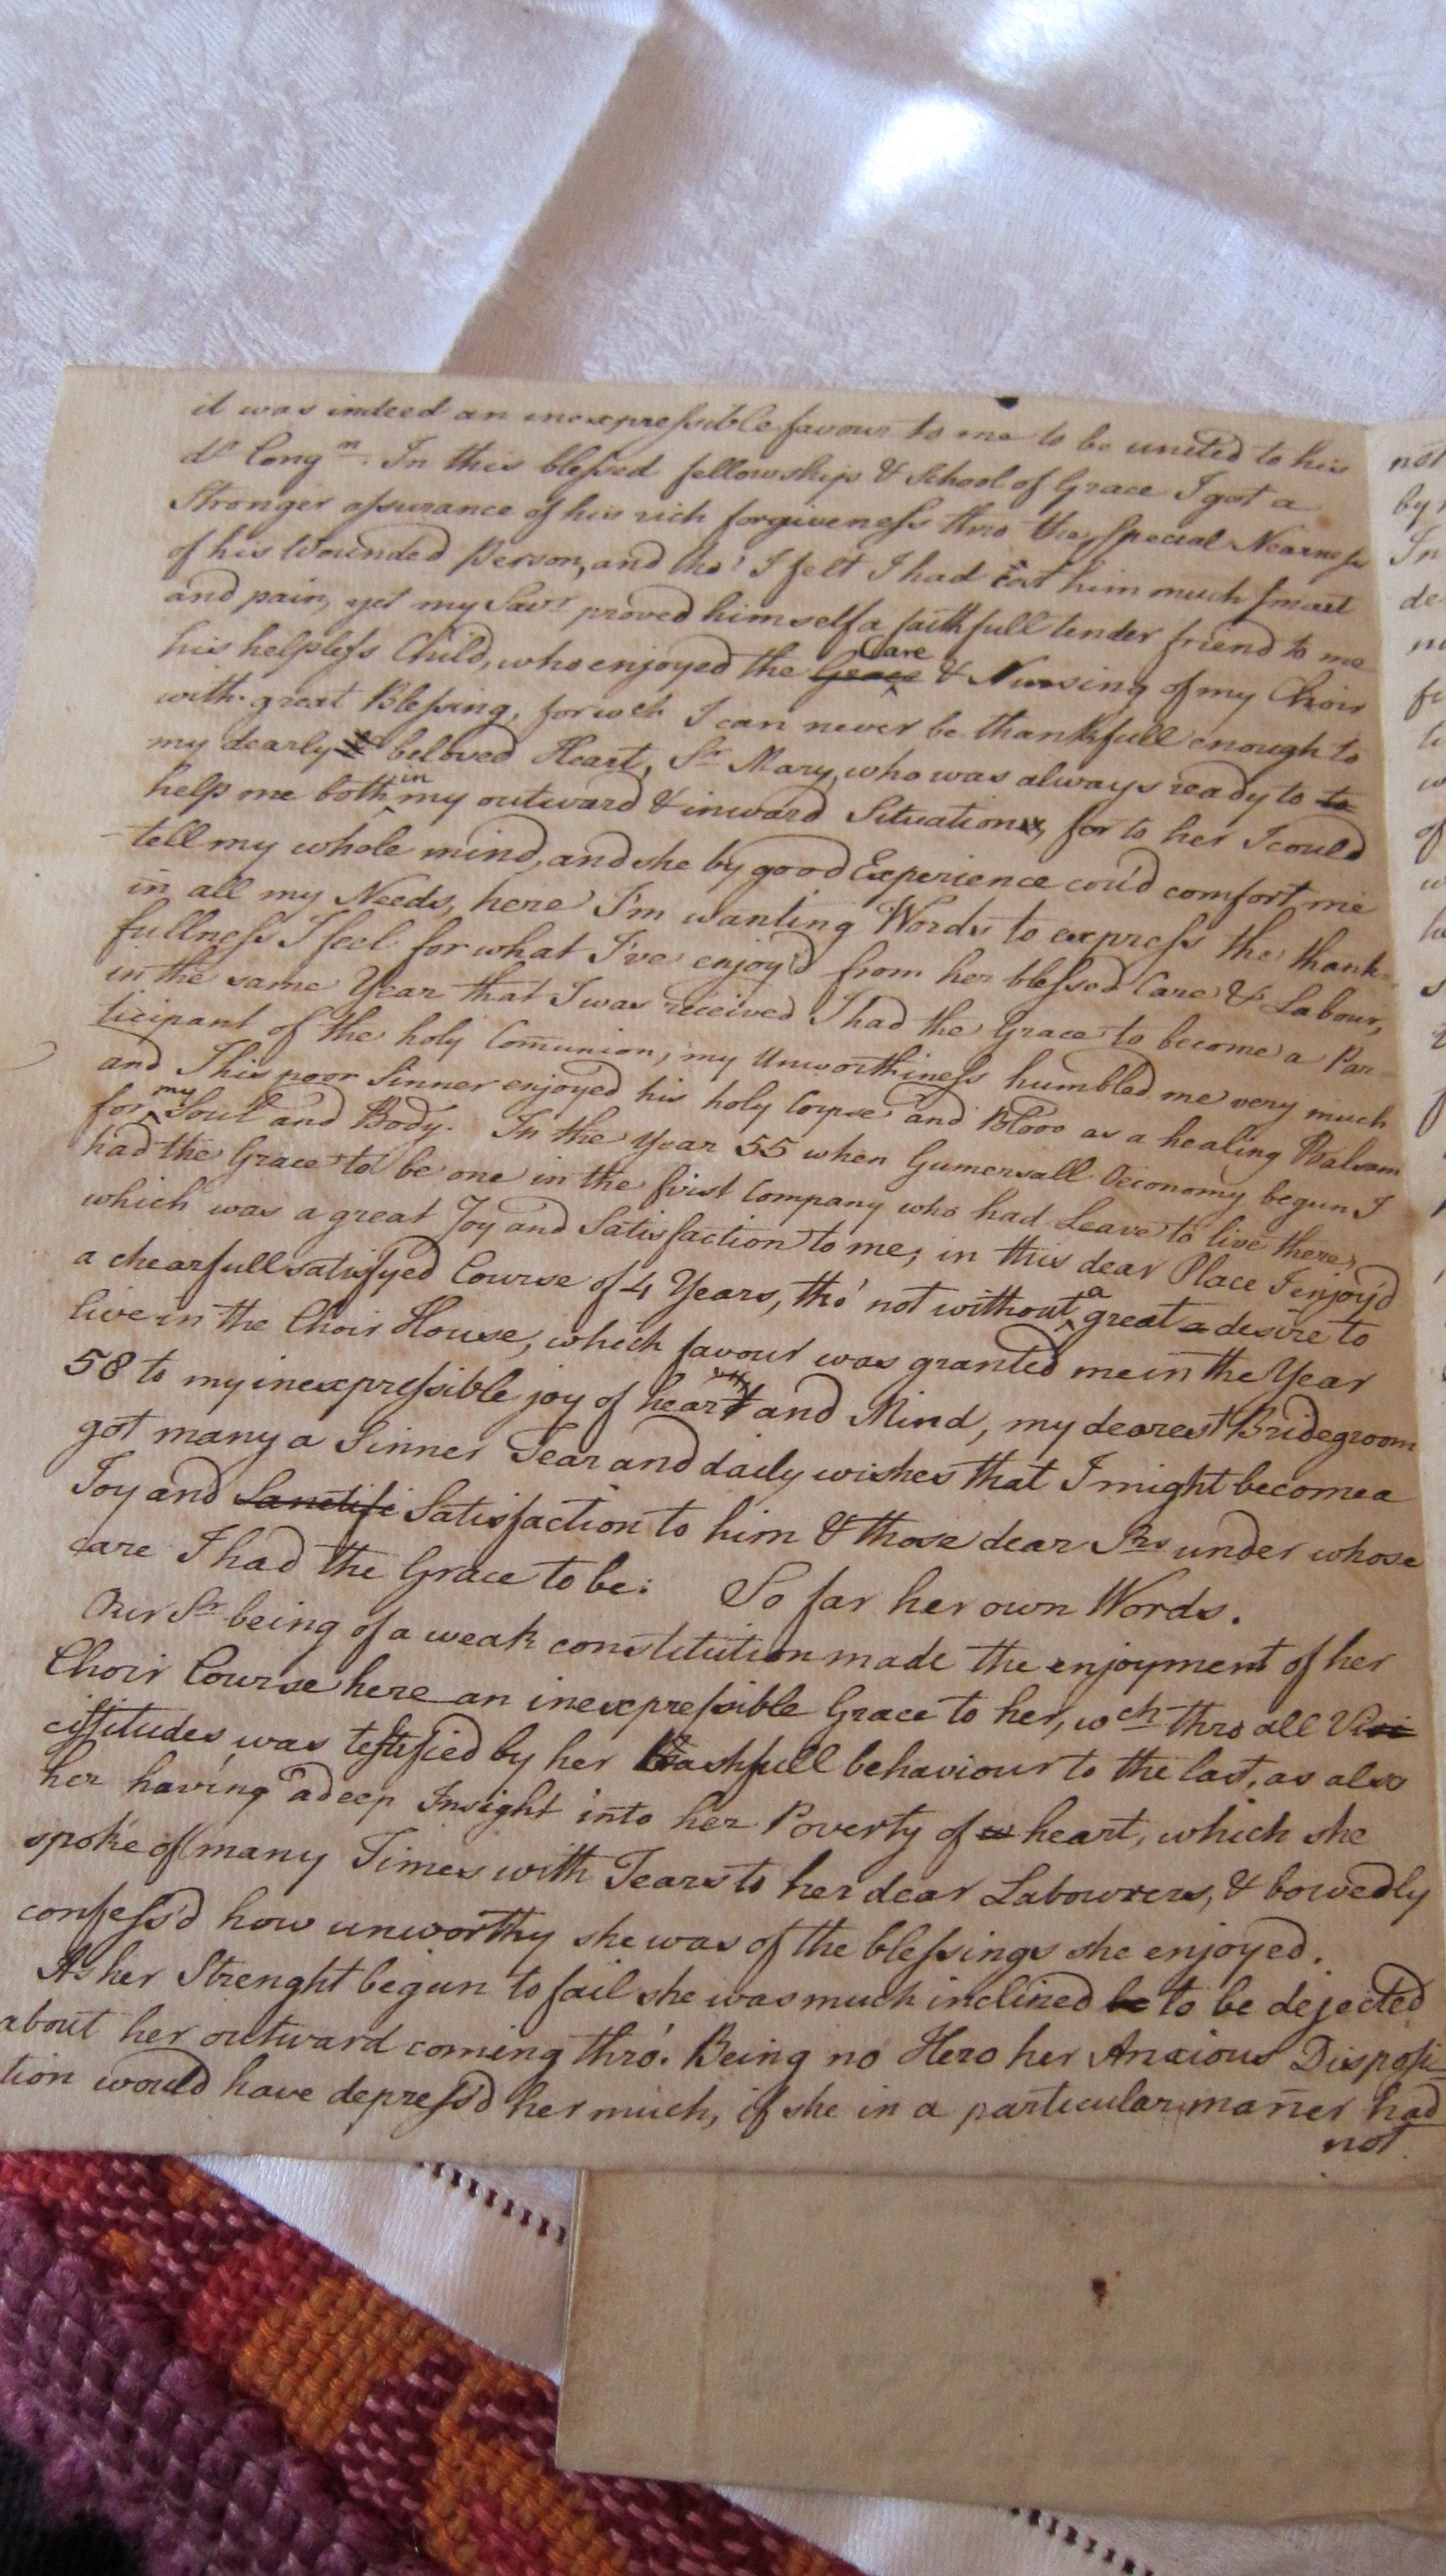 it was indeed an inexpressible favour to me to be united to his
dr Congn. In this blessed fellowship & School of Grace I got a
Stronger assurance of his rich forgiveness thro the Special Nearness
of his Wounded Person, and tho' I felt I had cost him much smart
and pain, yet my Savr proved himself a faithfull tender friend to me
his helpless Child, who enjoyed the Grace Care & Nursing of my Choir
with great Blessing, for wch I can never be thankfull enough to
my dearly beloved Heart, Sr Mary, who was always ready to to
help me both in my outward & inward Situation, for to her I could
tell my whole mind, and she by good Experience cou'd comfort me
in all my Needs, here I'm wanting Words to express the thank-
fullness I feel for what I've enjoy'd from her blessed Care & Labour,
in the same Year that I was received I had the Grace to become a Par-
ticipant of the holy Comunion, my Unworthiness humbled me very much
and This poor Sinner enjoyed his holy Corpse and Blood as a healing Balsam
for my Soul and Body. In the Year 55 when Gumersall Oeconomy begun I
had the Grace to be one in the first Company who had Leave to live there,
which was a great Joy and Satisfaction to me; in this dear Place I enjoy'd
a chearfull satisfyed Course of 4 Years, tho' not without a great a desire to
live in the Choir House, which favour was granted me in the Year
58 to my inexpressible joy of heart and Mind, my dearest Bridegroom
got many a Sinner Tear and daily wishes that I might become a
Joy and Sanctifi Satisfaction to him & those dear Srs under whose
care I had the Grace to be: So far her own Words.
Our Sr being of a weak constitution made the enjoyment of her
Choir Course here an inexpressible Grace to her, wch thro all Visi
cissitudes was testified by her Bashfull behaviour to the last, as also
her having a deep Insight into her Poverty of heart, which she
spoke of many Times with Tears to her dear Labourers, & bowedly
confess'd how unworthy she was of the blessings she enjoyed.
As her Strenght begun to fail she was much inclined be to be dejected
about her outward coming thro'. Being no Hero her Anxious Disposi-
tion would have depress'd her much, if she in a particular maner had
not
not
In
de
of